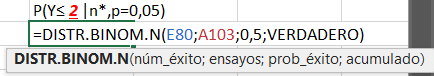 P(Y≤ 2 |n*,p=0,05)
=DISTR.BINOM.N(E80;A103;0,5;VERDADERO)
DISTR.BINOM.N(núm_éxito; ensayos; prob_éxito; acumulado)